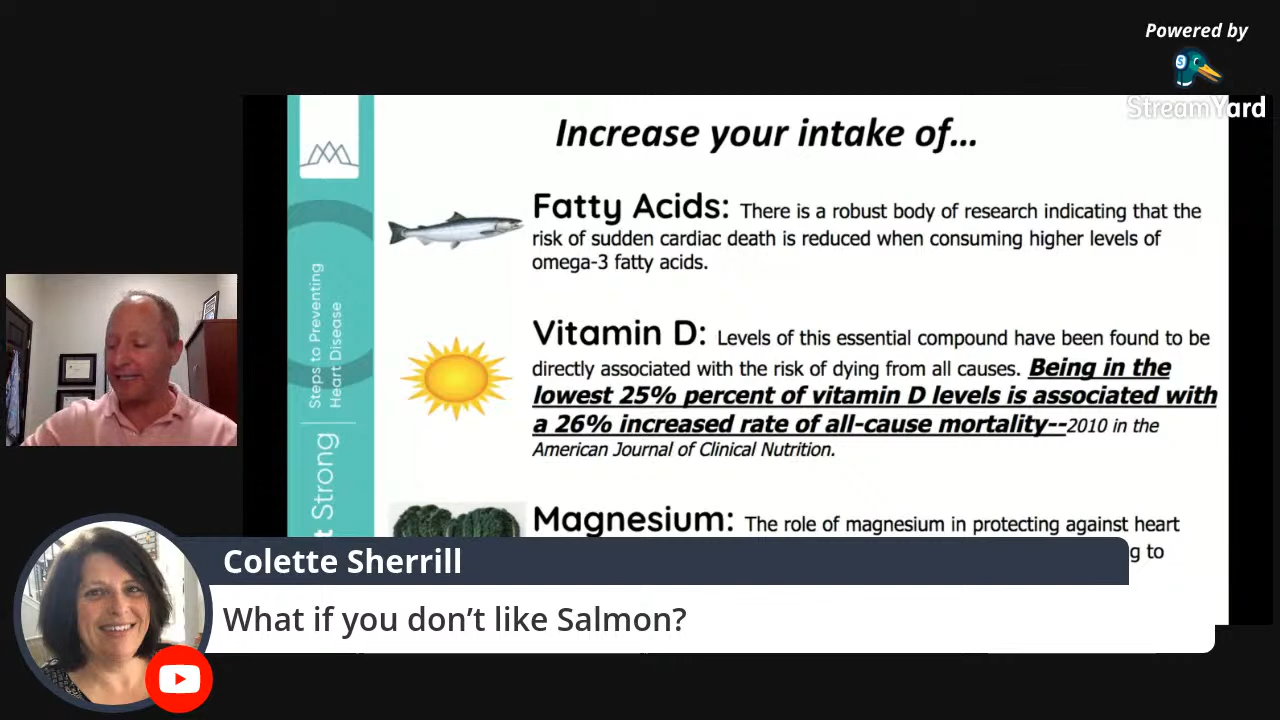 Powered by
StreamYard
Increase your intake of...
Fatty Acids: There is a robust body of research indicating that the
risk of sudden cardiac death is reduced when consuming higher levels of
omega-3 fatty acids.
Vitamin D: Levels of this essential compound have been found to be
directly associated with the risk of dying from all causes. Being in the
lowest 25% percent of vitamin D levels is associated with
a 26% increased rate of all-cause mortality--2010 in the
American Journal of Clinical Nutrition.
Magnesium: The role of magnesium in protecting against heart
g to
Steps to Preventing
Heart Disease
t Strong
Colette Sherrill
What if you don’t like Salmon?